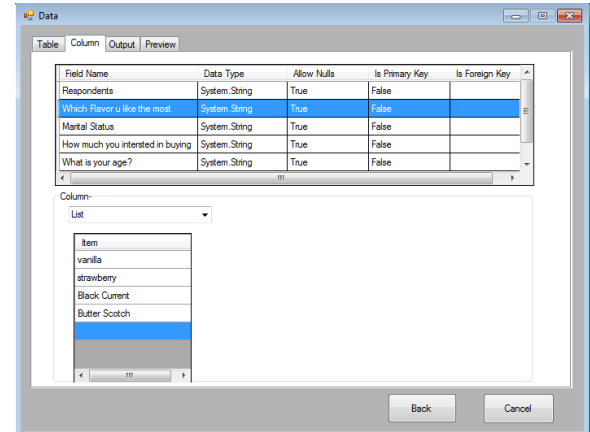 Data
Table Column Output Preview
Field Name Data Type Allow Nulls Is Primary Key Is Foreign Key
Respondents System.String True False
Which Flavor u like the most System.String True False
Marital Status System.String True False
How much you intersted in buying System.String True False
What is your age? System.String True False
Column-
List
Item
vanilla
strawberry
Black Current
Butter Scotch
Back Cancel